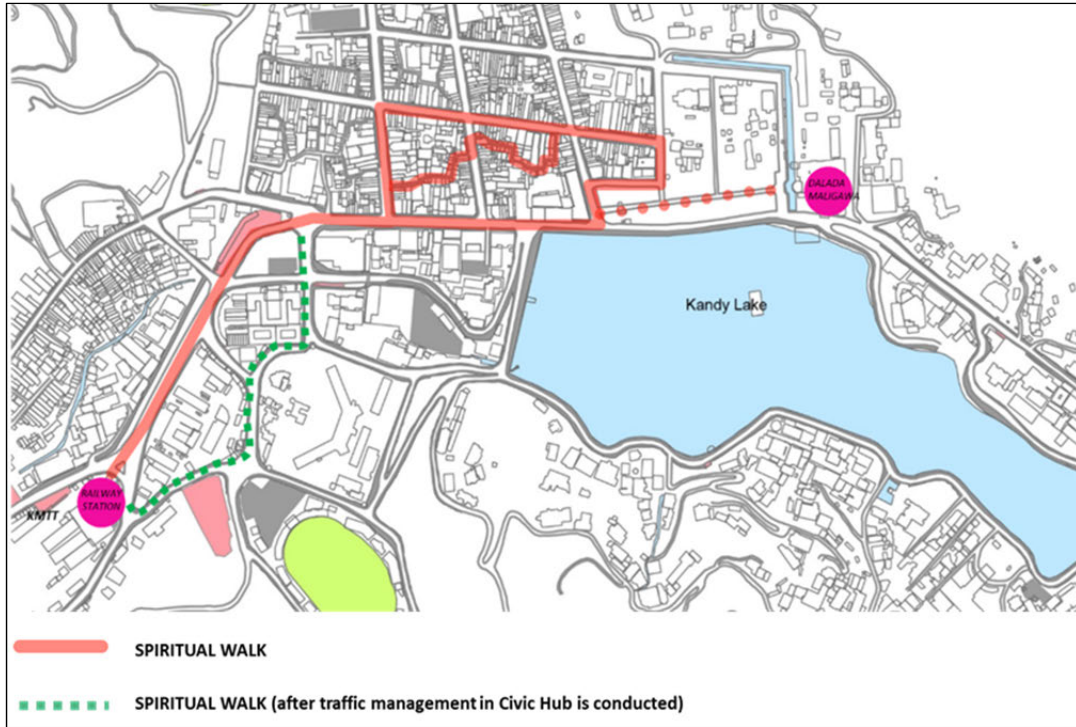 DALADA
MALIGAWA
Kandy Lake
RAILWAY
STATION
KMTT
SPIRITUAL WALK
SPIRITUAL WALK (after traffic management in Civic Hub is conducted)